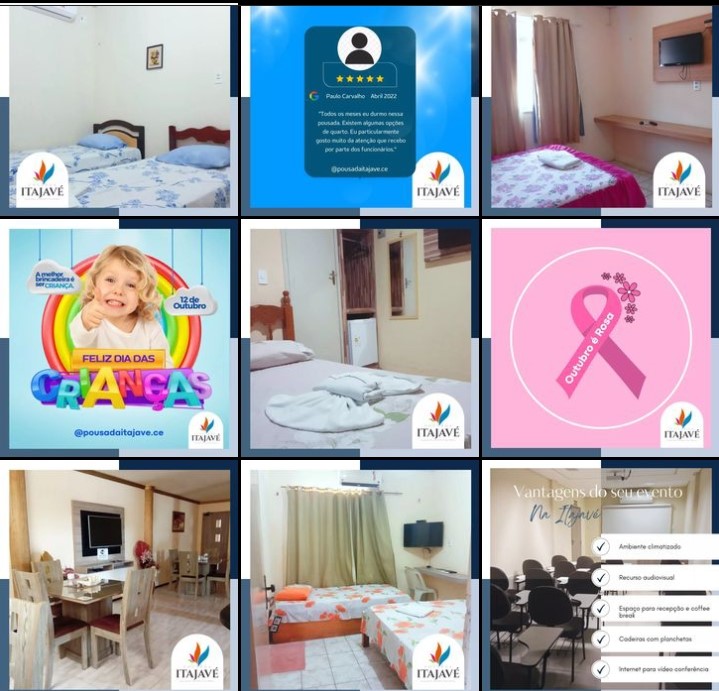 ITAJAVÉ
Paulo Carvalho Abril 2022
"Todos os meses eu durmo nessa
pousada. Existem algumas opções
de quarto. Eu particularmente
gosto muito da atenção que recebo
por parte dos funcionários."
@pousadaitajave.ce
ITAJAVÉ
ITAJAVÉ
A melhor
brincadeira é
ser CRIANÇA.
12 de
Outubro
FELIZ DIA DAS
CRIANÇAS
@pousadaitajave.ce
ITAJAVÉ
ITAJAVÉ
Outubro é Rosa
ITAJAVÉ
ITAJAVÉ
ITAJAVÉ
Vantagens do seu evento
Na Itajavé
Ambiente climatizado
Recurso audiovisual
Espaço para recepção e coffee
break
Cadeiras com planchetas
Internet para vídeo conferência